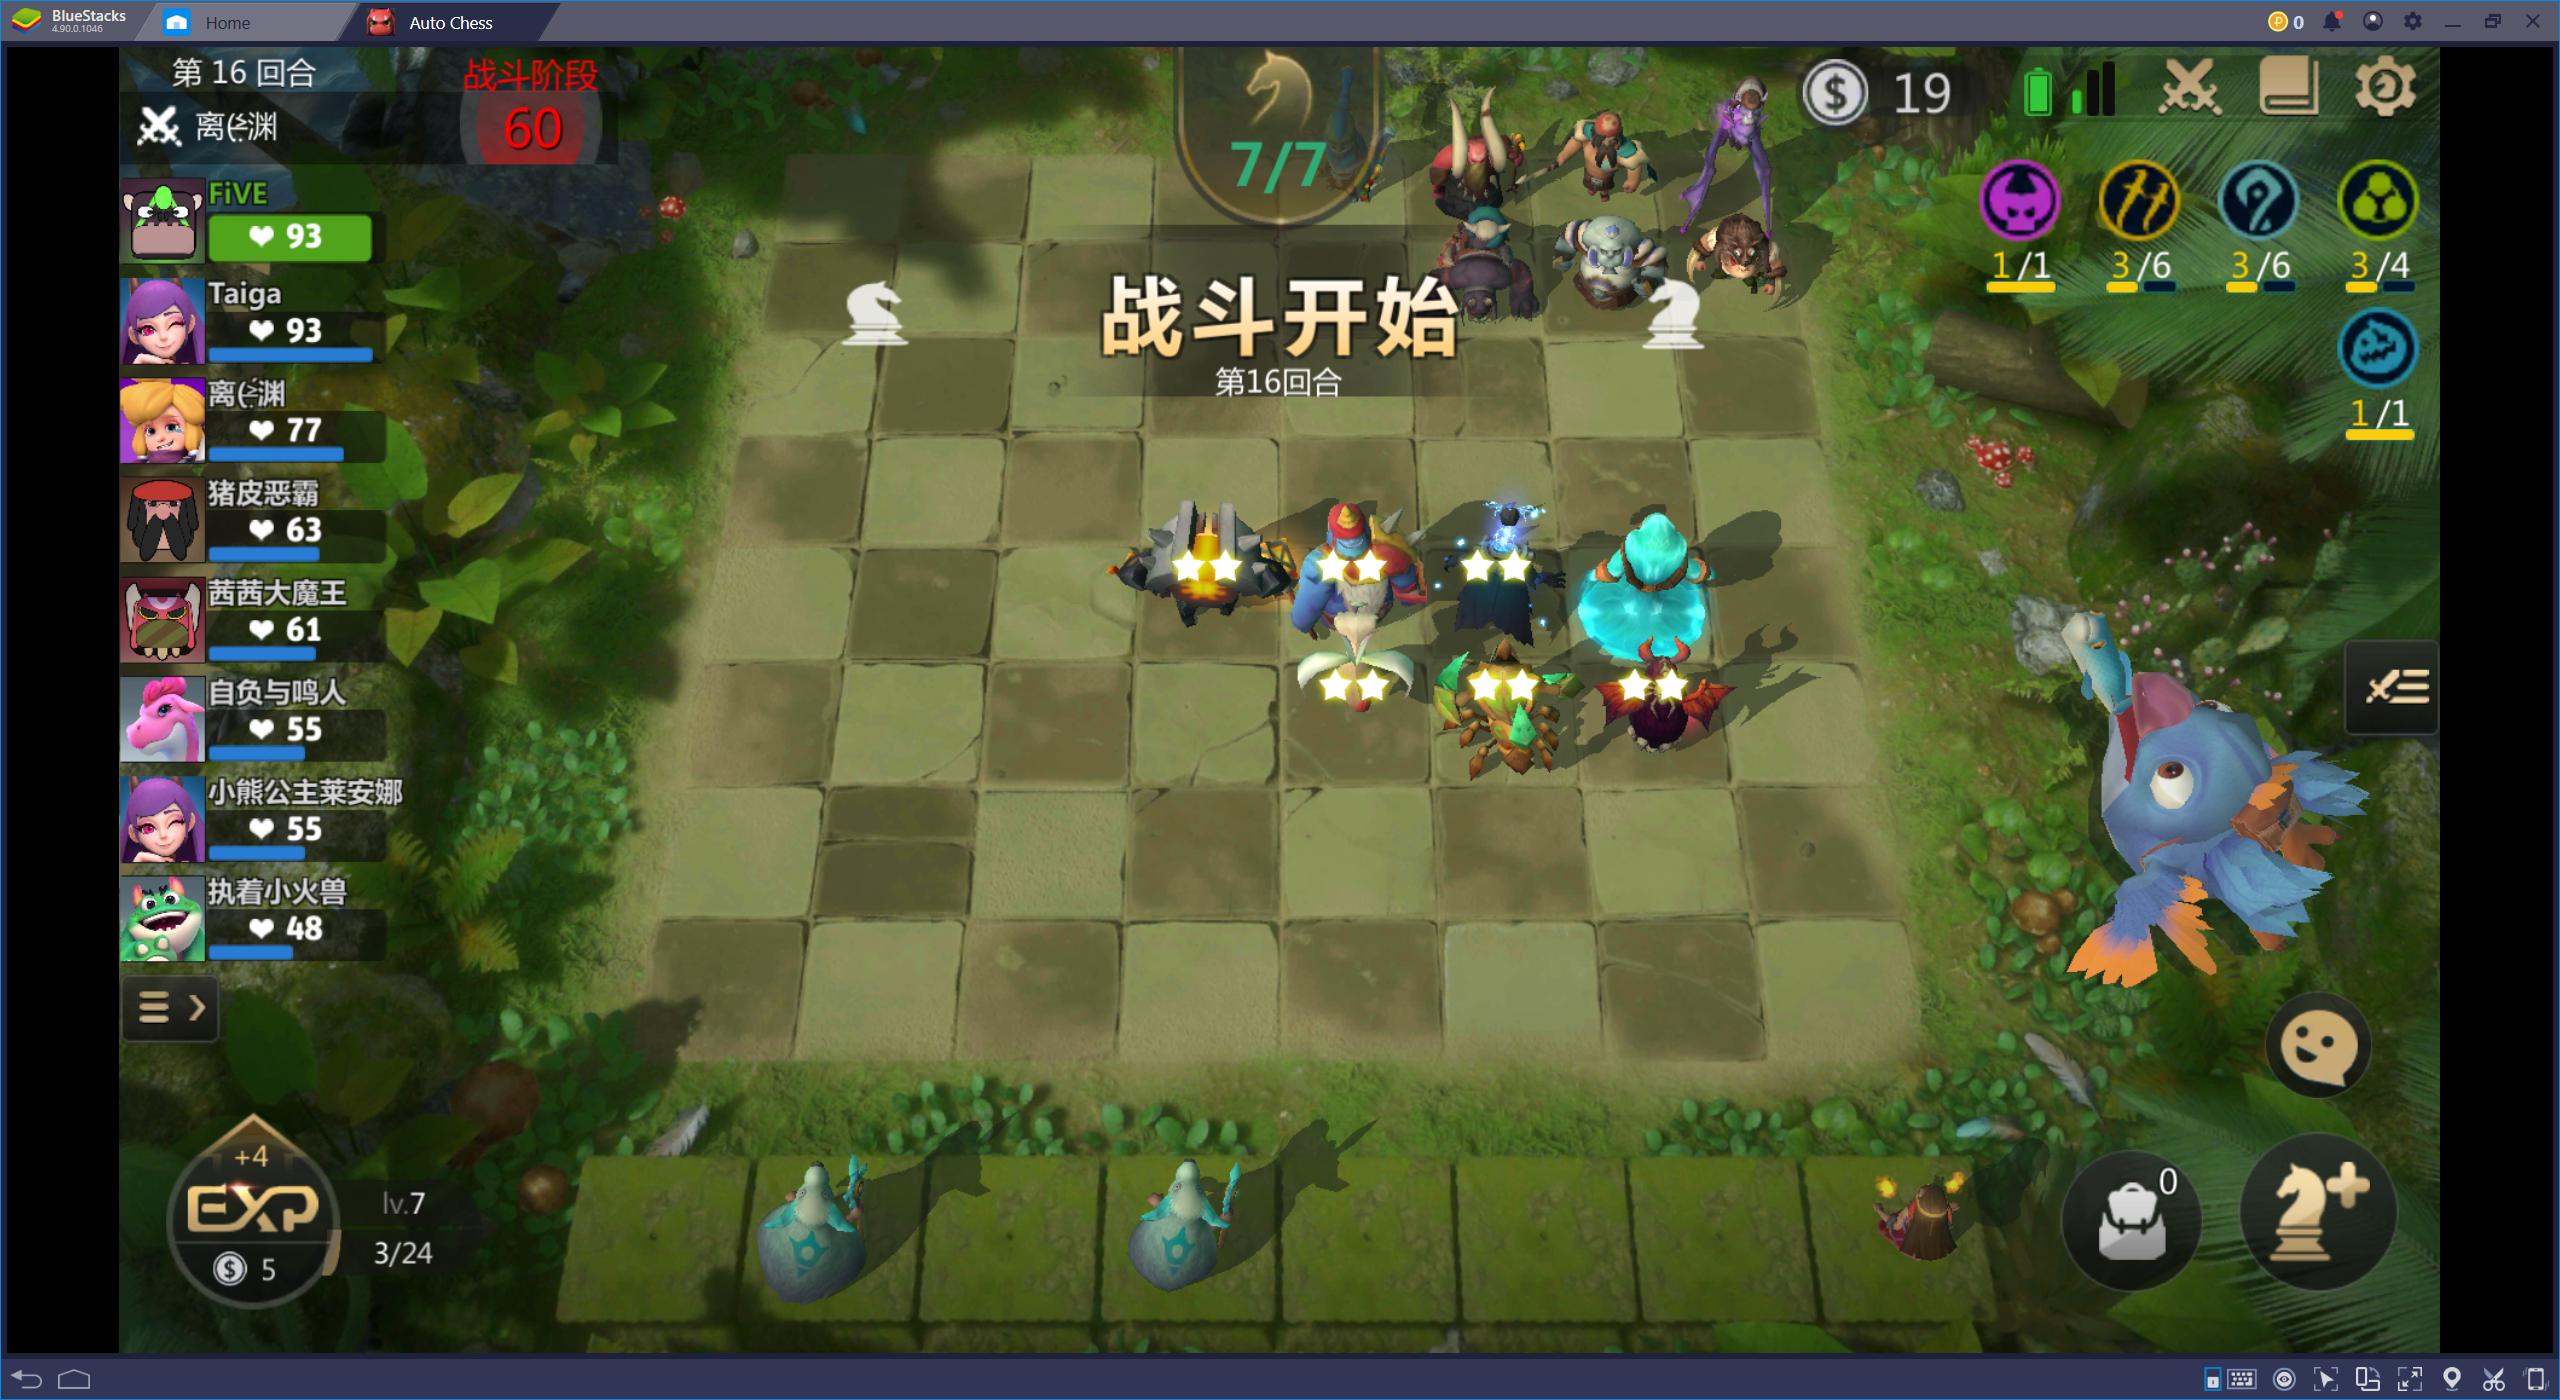 BlueStacks
4.90.0.1046
Home
Auto Chess
0
第 16 回合
战斗阶段
60
7/7
19
FiVE
93
1/1
3/6
3/6
3/4
Taiga
93
战斗开始
第16回合
1/1
77
猪皮恶霸
63
茜茜大魔王
61
自负与鸣人
55
小熊公主莱安娜
55
执着小火兽
48
+4
EXP
5
lv.7
3/24
0